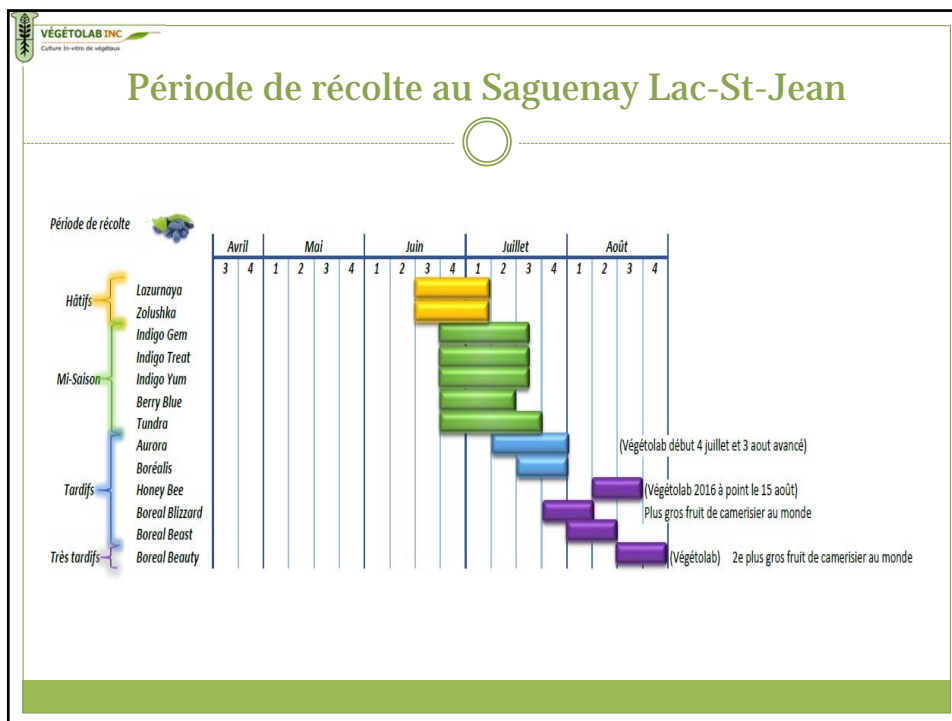 VÉGÉTOLAB INC
Culture In-vitro de végétaux
Période de récolte au Saguenay Lac-St-Jean
Période de récolte
Avril Mai Juin Juillet Août
3 4 1 2 3 4 1 2 3 4 1 2 3 4 1 2 3 4
Hâtifs
Lazurnaya
Zolushka
Mi-Saison
Indigo Gem
Indigo Treat
Indigo Yum
Berry Blue
Tundra
Tardifs
Aurora (Végétolab début 4 juillet et 3 aout avancé)
Boréalis
Honey Bee (Végétolab 2016 à point le 15 août)
Boreal Blizzard Plus gros fruit de camerisier au monde
Boreal Beast
Très tardifs
Boreal Beauty (Végétolab) 2e plus gros fruit de camerisier au monde